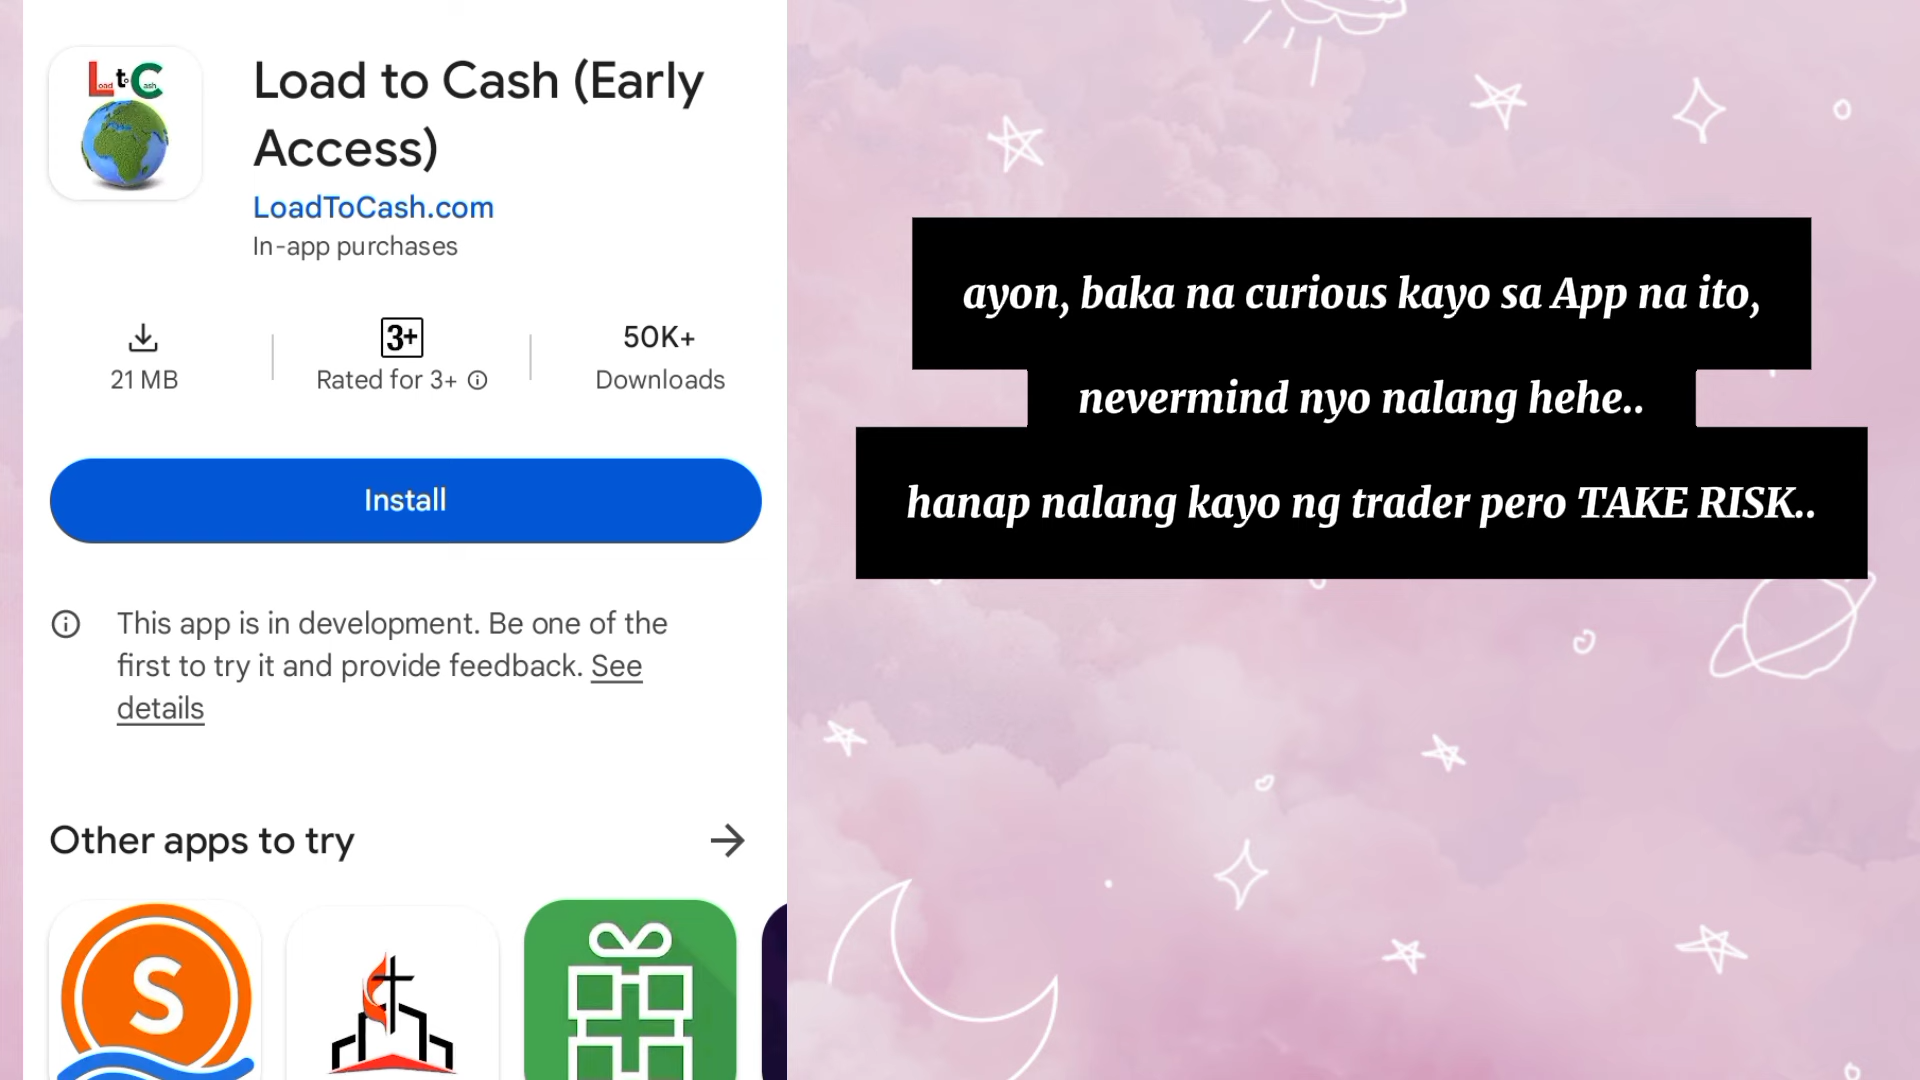 Load to Cash
Load to Cash (Early
Access)
LoadToCash.com
In-app purchases
21 MB
3+
Rated for 3+
50K+
Downloads
Install
This app is in development. Be one of the
first to try it and provide feedback. See
details
Other apps to try
S
ayon, baka na curious kayo sa App na ito,
nevermind nyo nalang hehe..
hanap nalang kayo ng trader pero TAKE RISK..